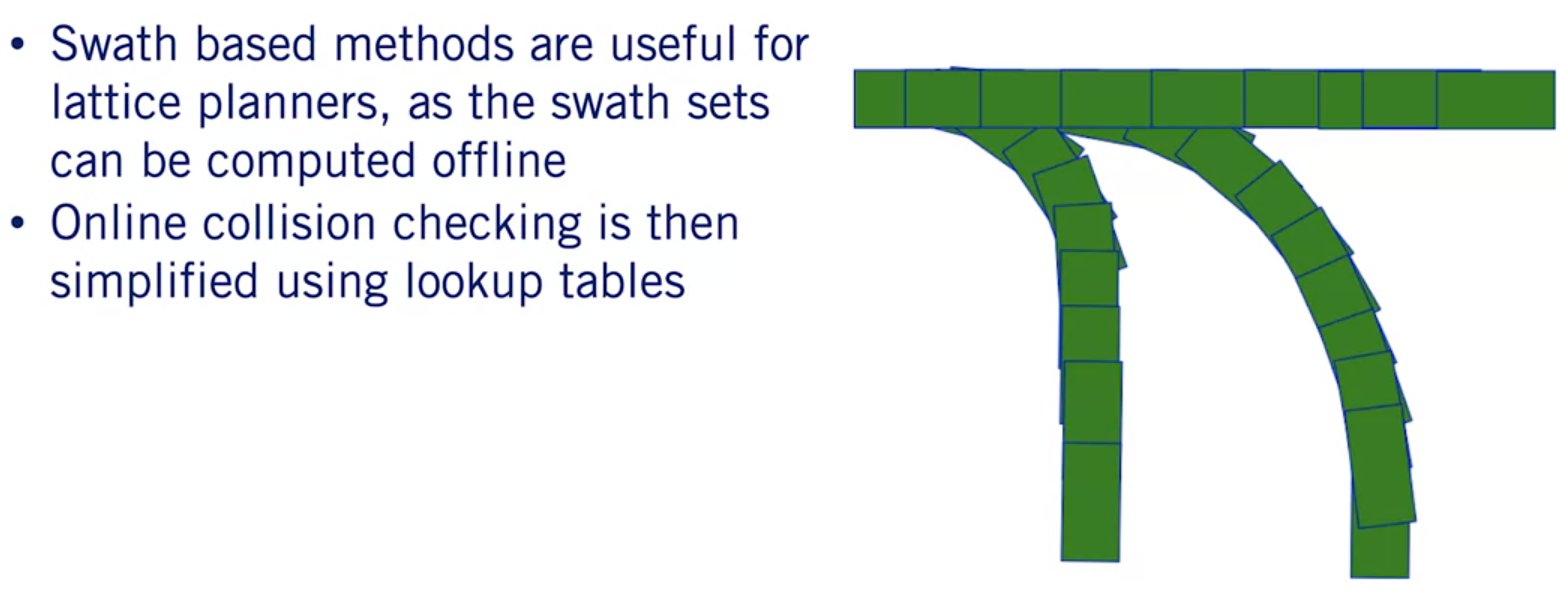 • Swath based methods are useful for
lattice planners, as the swath sets
can be computed offline
• Online collision checking is then
simplified using lookup tables